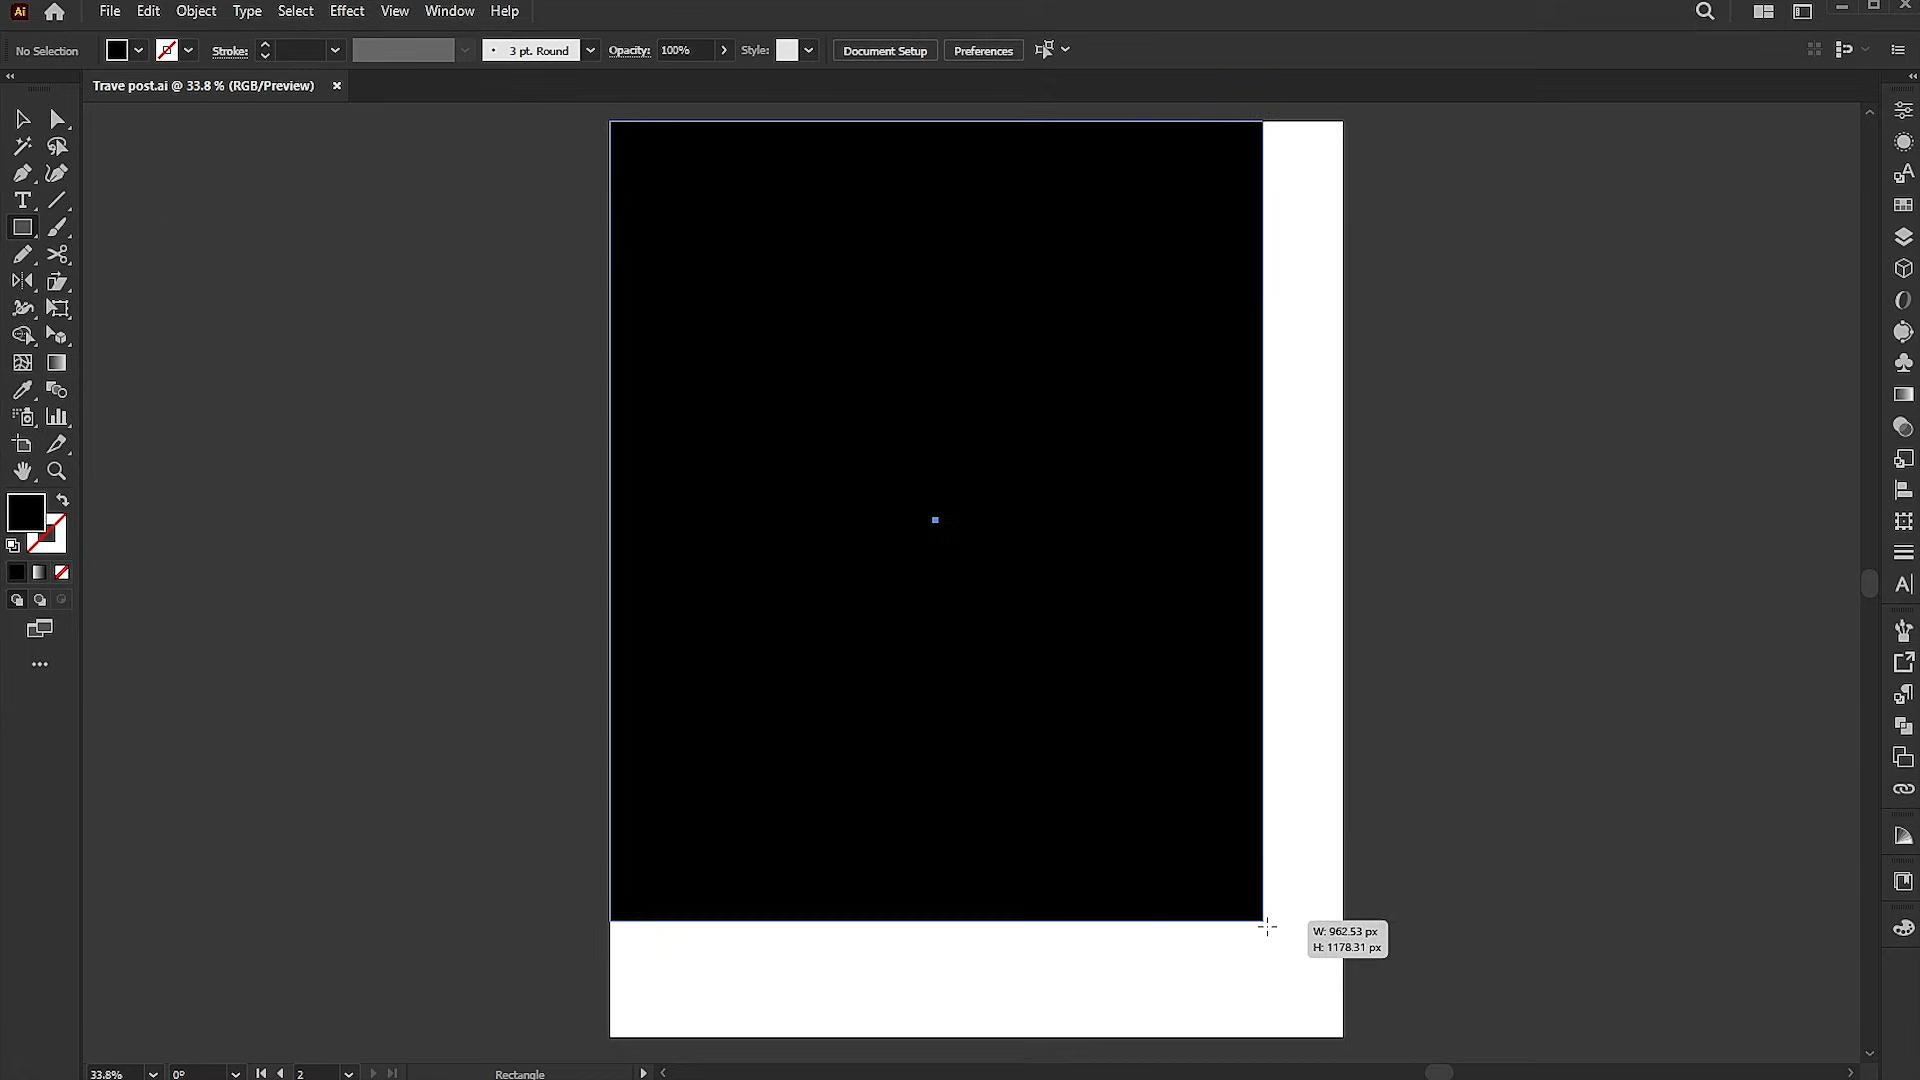 Ai File Edit Object Type Select Effect View Window Help
No Selection Stroke: 3 pt. Round Opacity: 100% Style: Document Setup Preferences
Trave post.ai @ 33.8 % (RGB/Preview)
W: 962.53 px
H: 1178.31 px
33.8% 0° 2 Rectangle